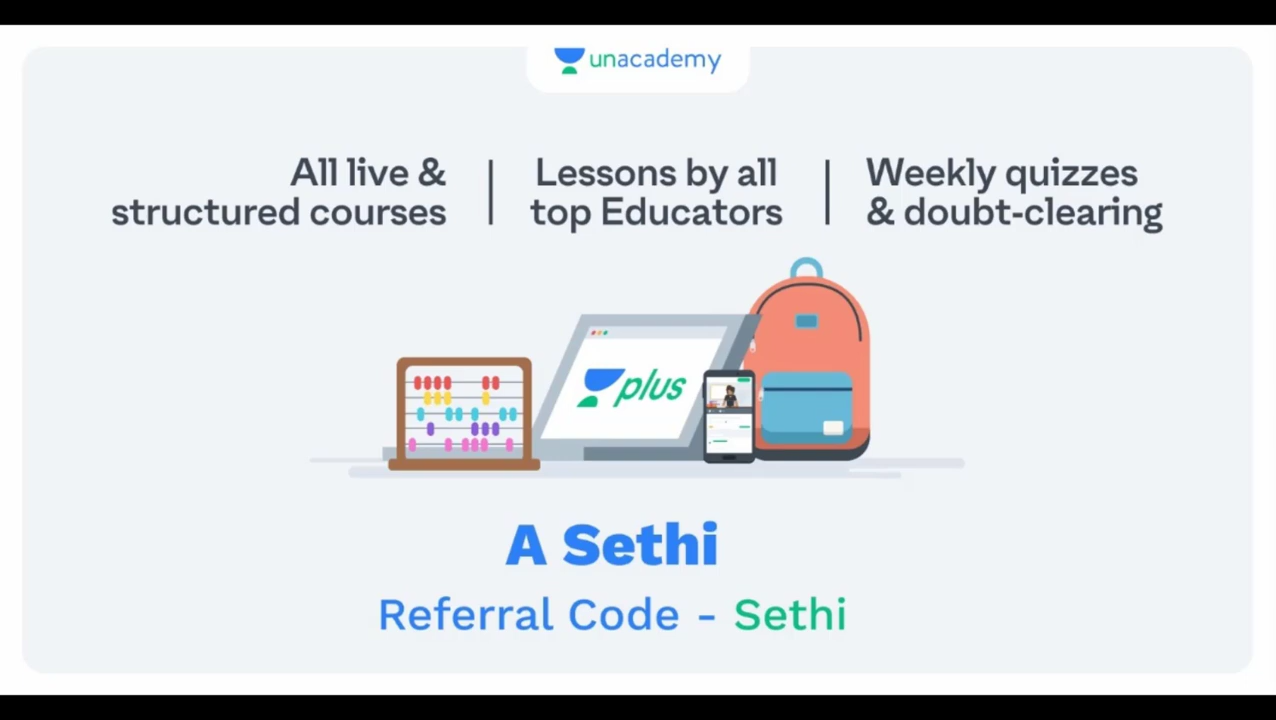 unacademy
All live &
structured courses
Lessons by all
top Educators
Weekly quizzes
& doubt-clearing
plus
A Sethi
Referral Code - Sethi